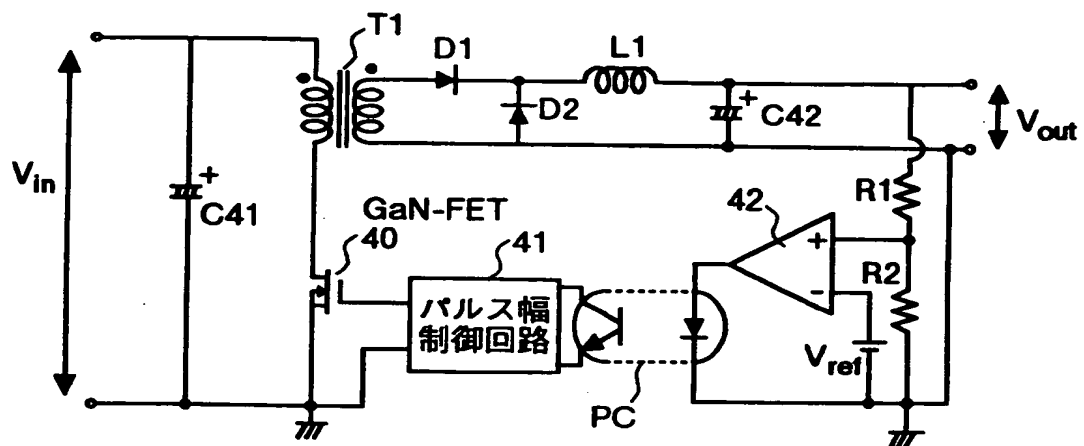 T1
D1
L1
D2
+
C42
Vout
Vin
+
C41
GaN-FET
40
41
42
R1
+
-
R2
パルス幅
制御回路
Vref
PC